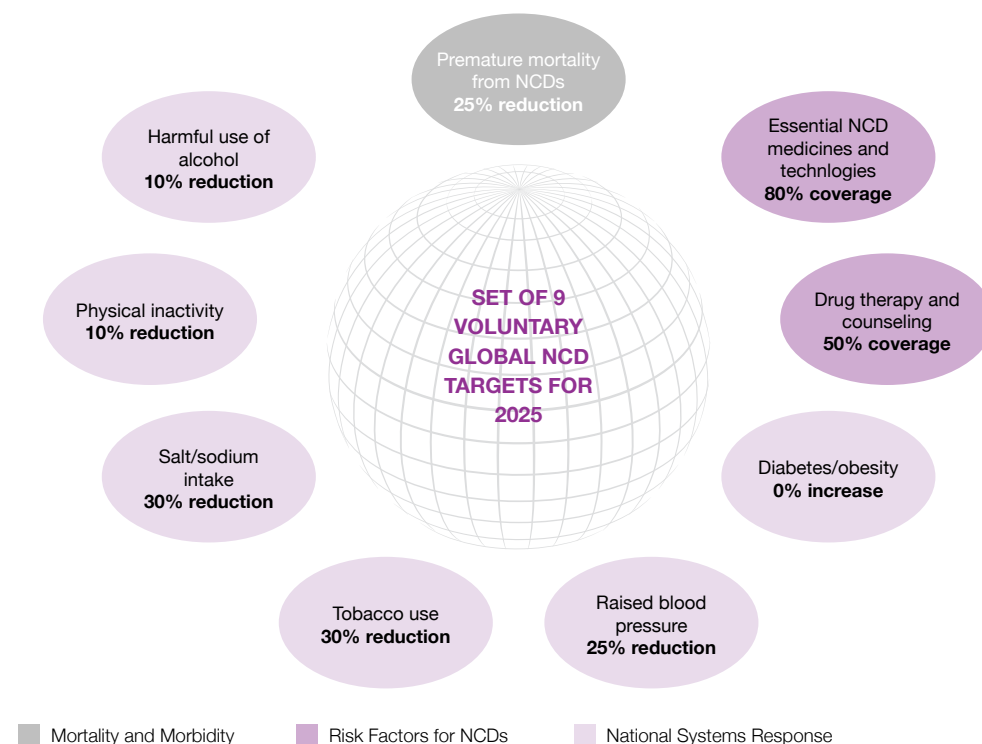 Premature mortality
from NCDs
25% reduction
Harmful use of
alcohol
10% reduction
Essential NCD
medicines and
technlogies
80% coverage
Physical inactivity
10% reduction
SET OF 9
VOLUNTARY
GLOBAL NCD
TARGETS FOR
2025
Drug therapy and
counseling
50% coverage
Salt/sodium
intake
30% reduction
Diabetes/obesity
0% increase
Tobacco use
30% reduction
Raised blood
pressure
25% reduction
Mortality and Morbidity
Risk Factors for NCDs
National Systems Response